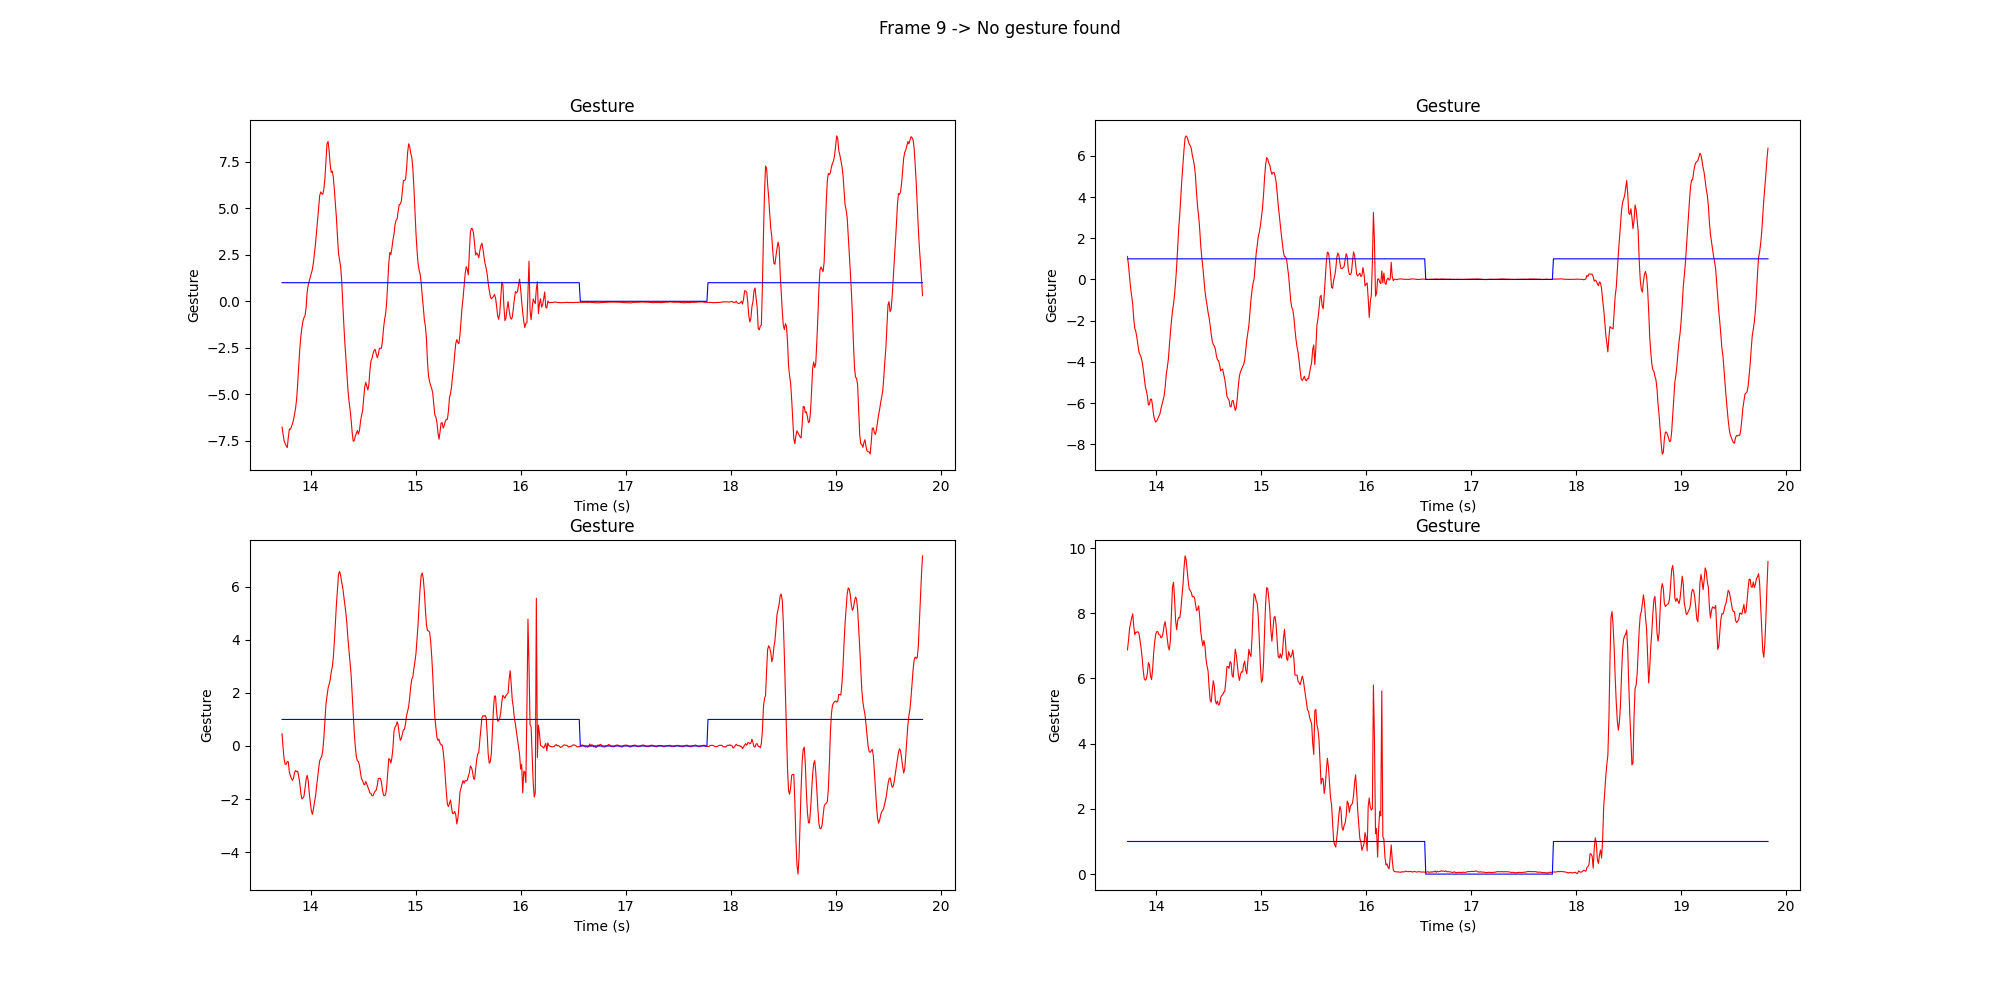 Frame 9 -> No gesture found
Gesture
Gesture
7.5
5.0
2.5
0.0
−2.5
−5.0
−7.5
14 15 16 17 18 19 20
Time (s)
Gesture
Gesture
6
4
2
0
−2
−4
−6
−8
14 15 16 17 18 19 20
Time (s)
Gesture
Gesture
6
4
2
0
−2
−4
14 15 16 17 18 19 20
Time (s)
Gesture
Gesture
10
8
6
4
2
0
14 15 16 17 18 19 20
Time (s)
Gesture